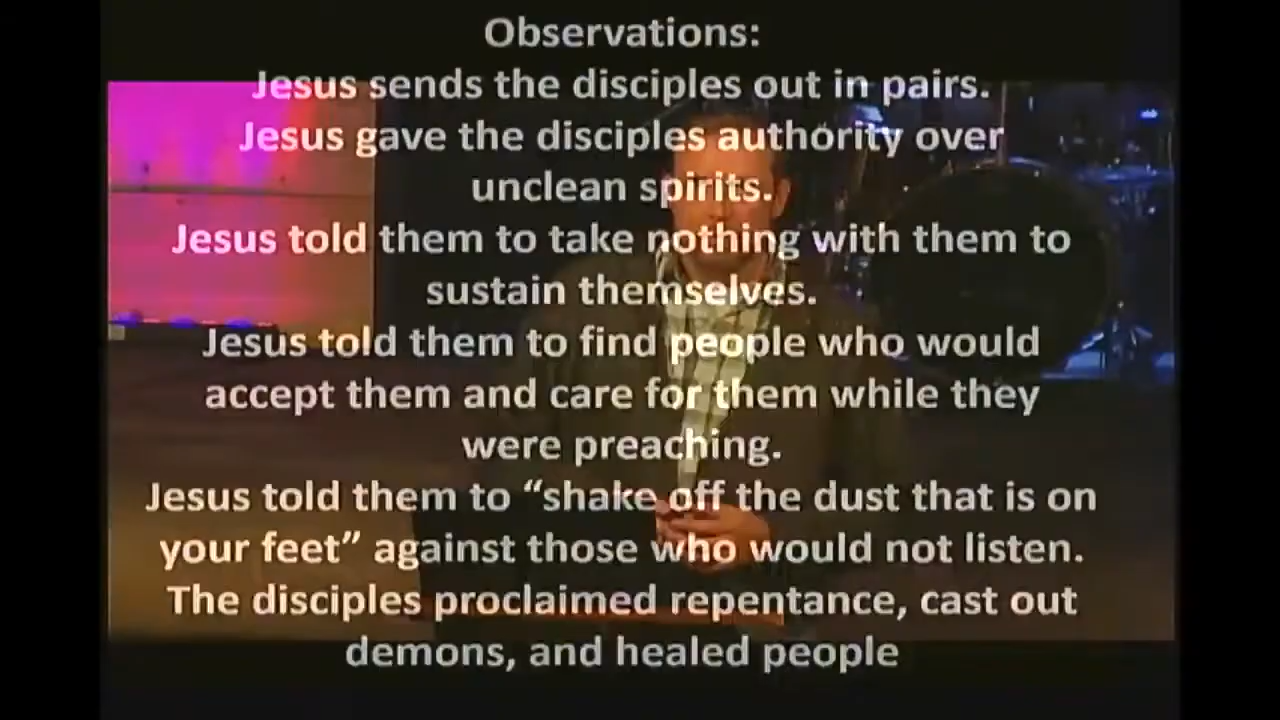 Observations:
Jesus sends the disciples out in pairs.
Jesus gave the disciples authority over
unclean spirits.
Jesus told them to take nothing with them to
sustain themselves.
Jesus told them to find people who would
accept them and care for them while they
were preaching.
Jesus told them to “shake off the dust that is on
your feet” against those who would not listen.
The disciples proclaimed repentance, cast out
demons, and healed people